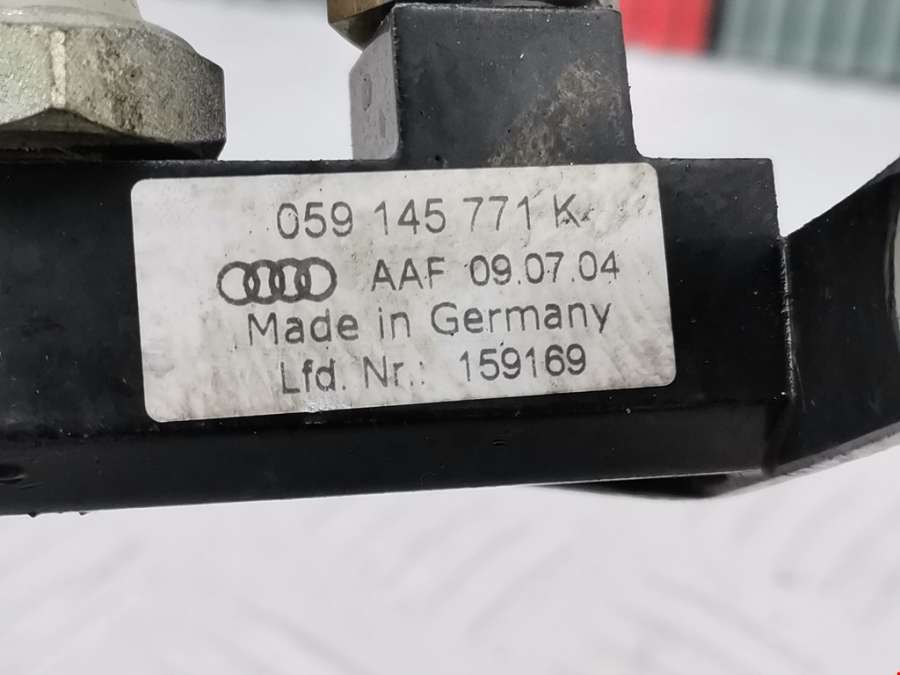 059 145 771 K
AAF 09.07.04
Made in Germany
Lfd. Nr.: 159169